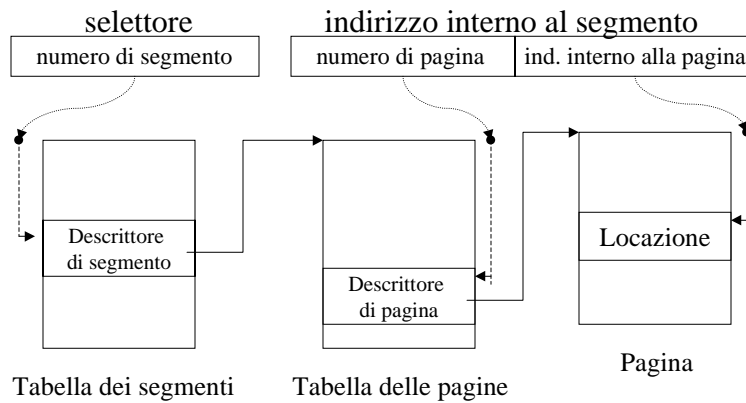 selettore
indirizzo interno al segmento
numero di segmento
numero di pagina
ind. interno alla pagina
Descrittore
di segmento
Descrittore
di pagina
Locazione
Tabella dei segmenti
Tabella delle pagine
Pagina